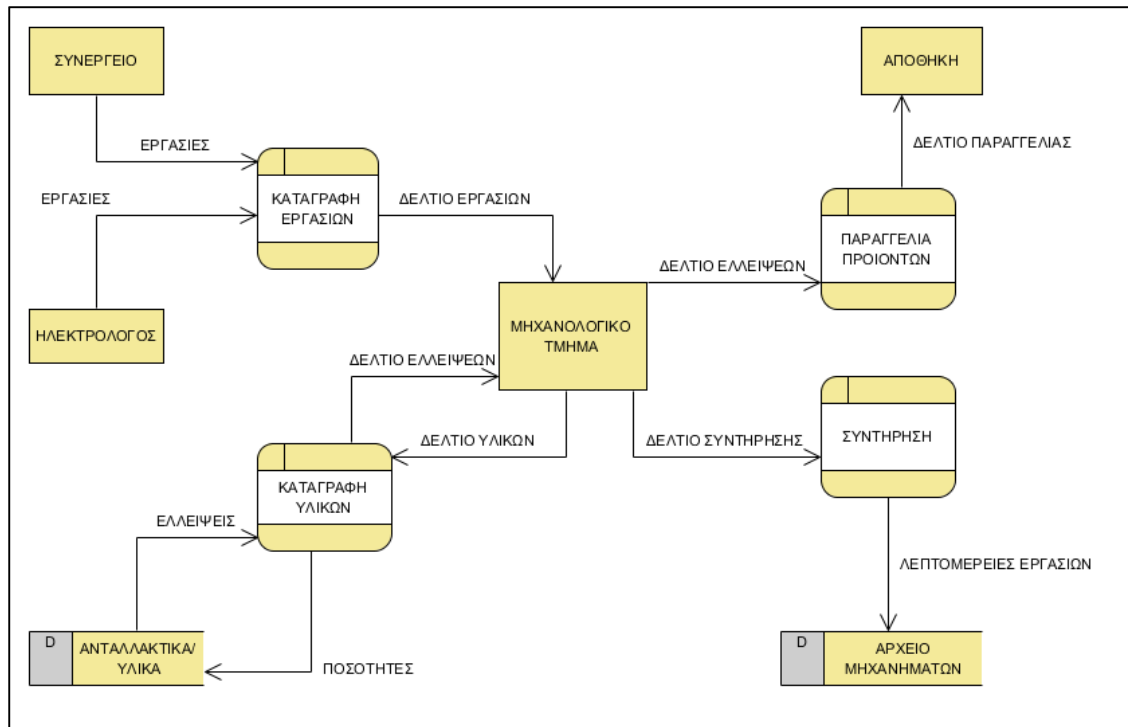 ΣΥΝΕΡΓΕΙΟ
ΑΠΟΘΗΚΗ
ΕΡΓΑΣΙΕΣ
ΔΕΛΤΙΟ ΠΑΡΑΓΓΕΛΙΑΣ
ΕΡΓΑΣΙΕΣ
ΚΑΤΑΓΡΑΦΗ
ΕΡΓΑΣΙΩΝ
ΔΕΛΤΙΟ ΕΡΓΑΣΙΩΝ
ΠΑΡΑΓΓΕΛΙΑ
ΠΡΟΙΟΝΤΩΝ
ΔΕΛΤΙΟ ΕΛΛΕΙΨΕΩΝ
ΗΛΕΚΤΡΟΛΟΓΟΣ
ΜΗΧΑΝΟΛΟΓΙΚΟ
ΤΜΗΜΑ
ΔΕΛΤΙΟ ΕΛΛΕΙΨΕΩΝ
ΔΕΛΤΙΟ ΥΛΙΚΩΝ
ΔΕΛΤΙΟ ΣΥΝΤΗΡΗΣΗΣ
ΣΥΝΤΗΡΗΣΗ
ΚΑΤΑΓΡΑΦΗ
ΥΛΙΚΩΝ
ΕΛΛΕΙΨΕΙΣ
ΛΕΠΤΟΜΕΡΕΙΕΣ ΕΡΓΑΣΙΩΝ
D
ΑΝΤΑΛΛΑΚΤΙΚΑ/
ΥΛΙΚΑ
ΠΟΣΟΤΗΤΕΣ
D
ΑΡΧΕΙΟ
ΜΗΧΑΝΗΜΑΤΩΝ